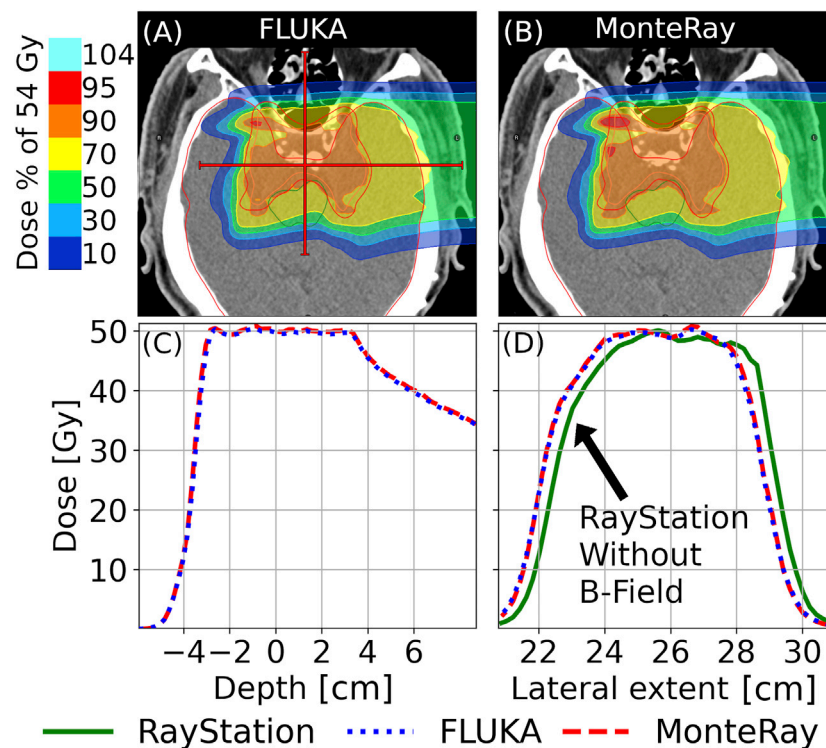 Dose % of 54 Gy
104
95
90
70
50
30
10
(A) FLUKA
R
L
(B) MonteRay
R
L
(C)
50
40
30
20
10
Dose [Gy]
−4 −2 0 2 4 6
Depth [cm]
(D)
RayStation
Without
B-Field
22 24 26 28 30
Lateral extent [cm]
RayStation FLUKA MonteRay